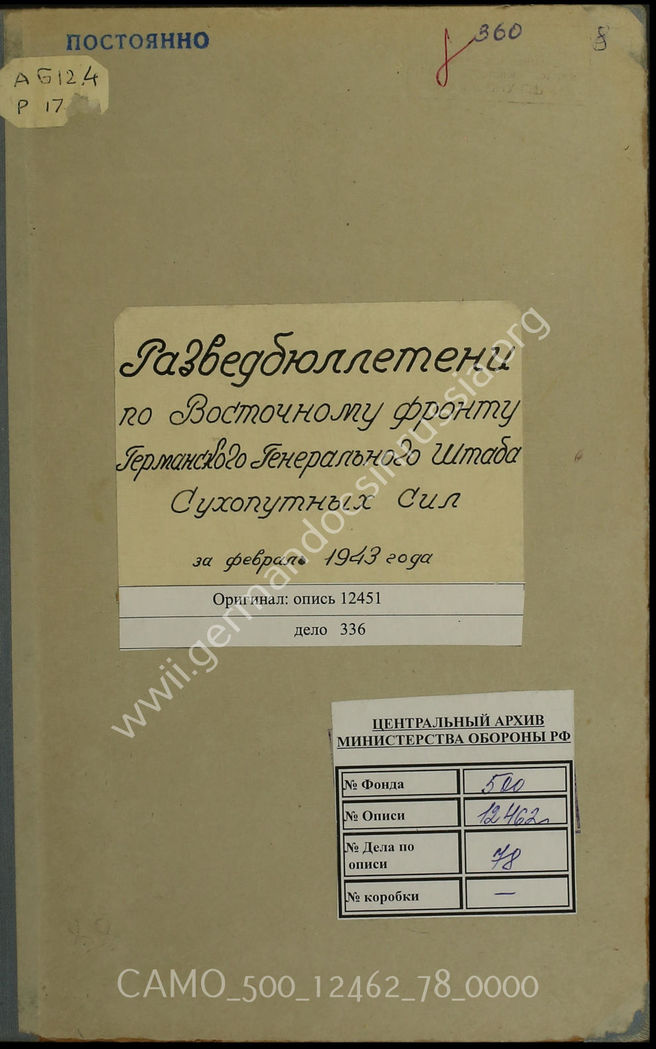 ПОСТОЯННО
360
8
А Б 12.4
Р 17
Разведбюллетени
по Восточному фронту
Германского Генерального Штаба
Сухопутных Сил
за февраль 1943 года
Оригинал: опись 12451
дело 336
www.germandocsinrussia.org
ЦЕНТРАЛЬНЫЙ АРХИВ
МИНИСТЕРСТВА ОБОРОНЫ РФ
№ Фонда 500
№ Описи 12462
№ Дела по
описи 78
№ коробки —
CAMO_500_12462_78_0000